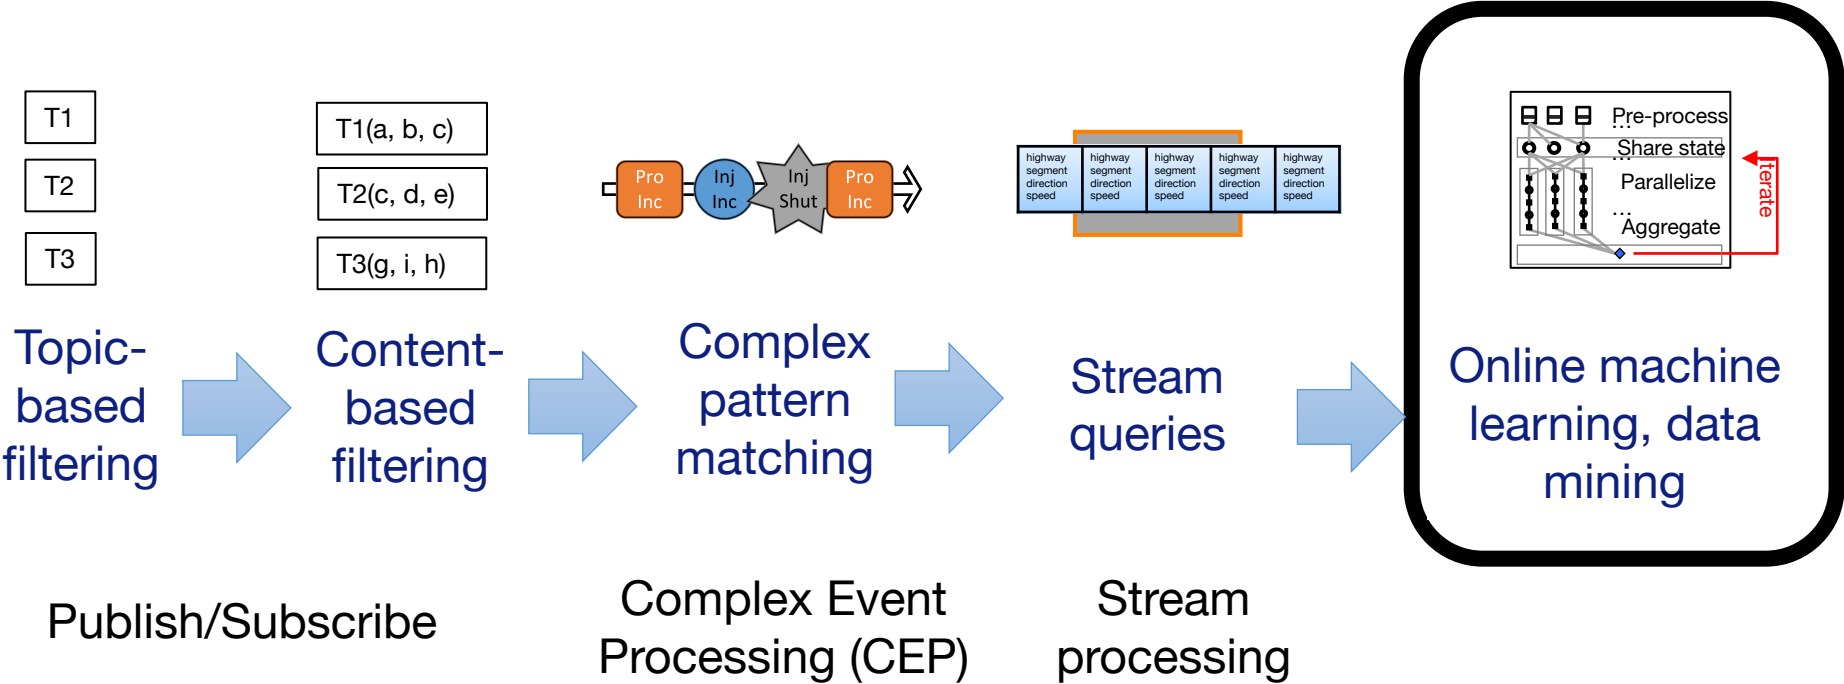 T1
T2
T3
T1(a, b, c)
T2(c, d, e)
T3(g, i, h)
Pro
Inc
Inj
Inc
Inj
Shut
Pro
Inc
highway
segment
direction
speed
highway
segment
direction
speed
highway
segment
direction
speed
highway
segment
direction
speed
highway
segment
direction
speed
Pre-process
...
Share state
...
Parallelize
...
Aggregate
Iterate
Topic-
based
filtering
Content-
based
filtering
Complex
pattern
matching
Stream
queries
Online machine
learning, data
mining
Publish/Subscribe
Complex Event
Processing (CEP)
Stream
processing